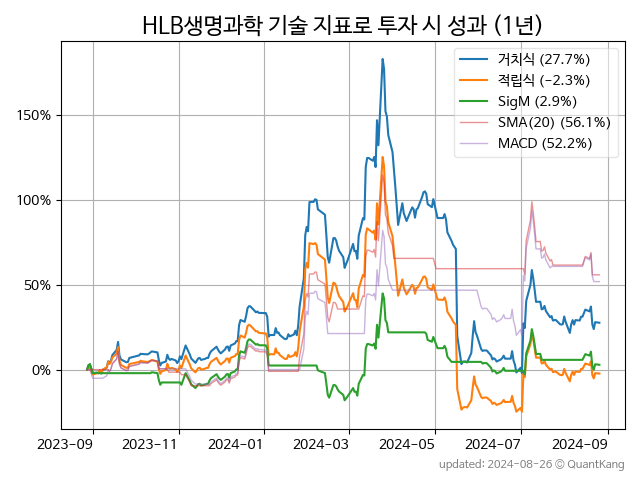 HLB생명과학 기술 지표로 투자 시 성과 (1년)
거치식 (27.7%)
적립식 (-2.3%)
SigM (2.9%)
SMA(20) (56.1%)
MACD (52.2%)
150%
100%
50%
0%
2023-09 2023-11 2024-01 2024-03 2024-05 2024-07 2024-09
updated: 2024-08-26 © QuantKang